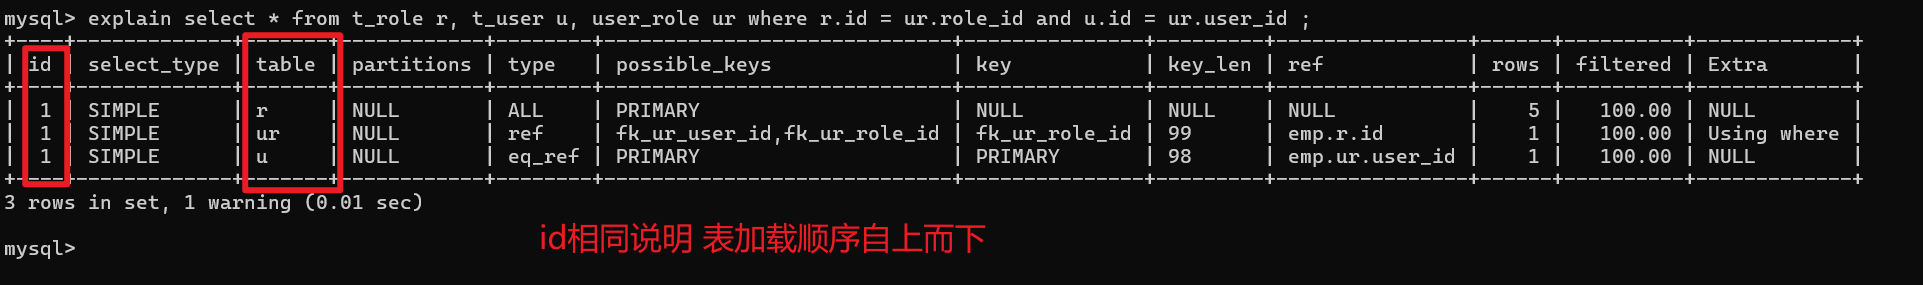 mysql> explain select * from t_role r, t_user u, user_role ur where r.id = ur.role_id and u.id = ur.user_id ;
| id | select_type | table | partitions | type | possible_keys | key | key_len | ref | rows | filtered | Extra |
| 1 | SIMPLE | r | NULL | ALL | PRIMARY | NULL | NULL | NULL | 5 | 100.00 | NULL |
| 1 | SIMPLE | ur | NULL | ref | fk_ur_user_id,fk_ur_role_id | fk_ur_role_id | 99 | emp.r.id | 1 | 100.00 | Using where |
| 1 | SIMPLE | u | NULL | eq_ref | PRIMARY | PRIMARY | 98 | emp.ur.user_id | 1 | 100.00 | NULL |
3 rows in set, 1 warning (0.01 sec)
id相同说明 表加载顺序自上而下
mysql>